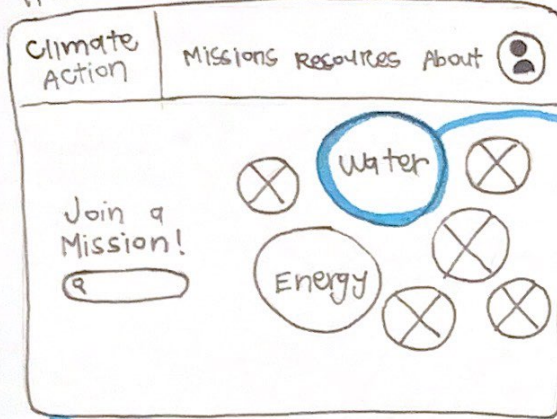 Climate
Action
Missions Resources About
Water
Join a
Mission!
Energy